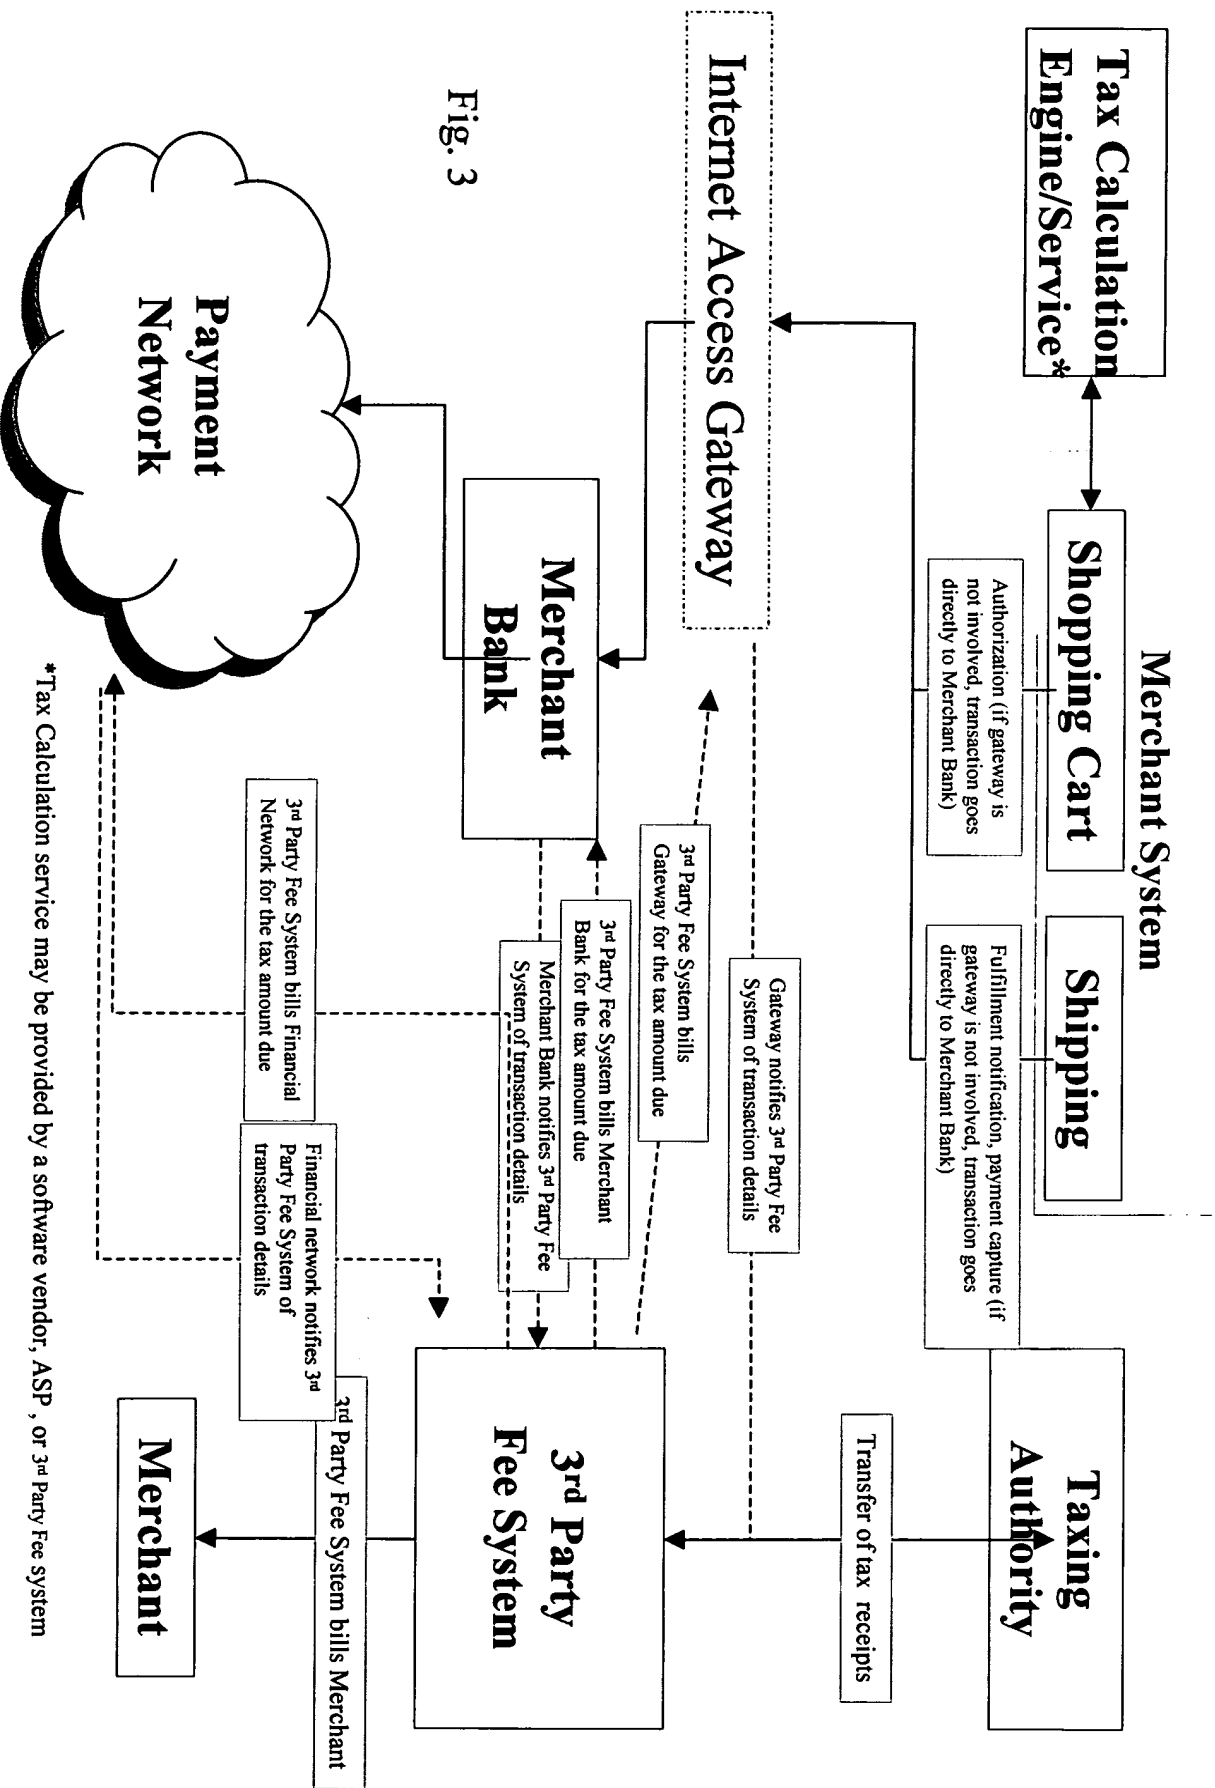 Merchant System
Tax Calculation
Engine/Service*
Shopping Cart
Shipping
Taxing
Authority
Authorization (if gateway is
not involved, transaction goes
directly to Merchant Bank)
Fulfillment notification, payment capture (if
gateway is not involved, transaction goes
directly to Merchant Bank)
Transfer of tax receipts
Internet Access Gateway
Gateway notifies 3rd Party Fee
System of transaction details
3rd Party Fee System bills
Gateway for the tax amount due
3rd Party Fee System bills Merchant
Bank for the tax amount due
Merchant Bank notifies 3rd Party Fee
System of transaction details
Merchant
Bank
3rd Party
Fee System
Fig. 3
3rd Party Fee System bills Financial
Network for the tax amount due
Financial network notifies 3rd
Party Fee System of
transaction details
3rd Party Fee System bills Merchant
Payment
Network
Merchant
*Tax Calculation service may be provided by a software vendor, ASP , or 3rd Party Fee system